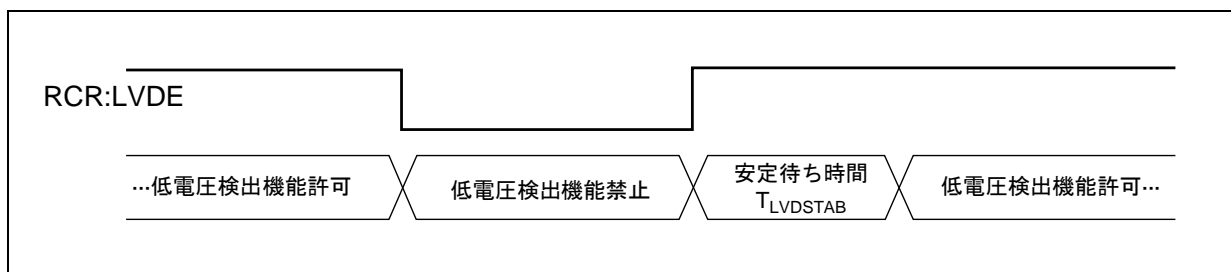 RCR:LVDE
…低電圧検出機能許可
低電圧検出機能禁止
安定待ち時間
TLVDSTAB
低電圧検出機能許可…